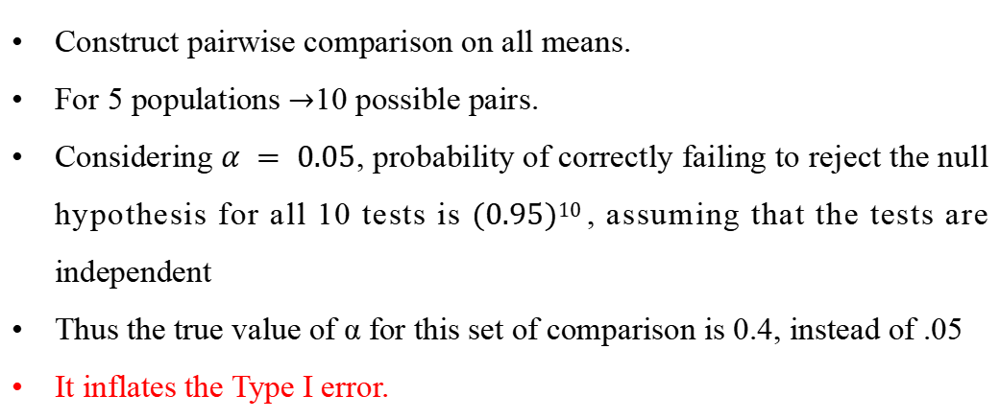 • Construct pairwise comparison on all means.
• For 5 populations →10 possible pairs.
• Considering α = 0.05, probability of correctly failing to reject the null
hypothesis for all 10 tests is (0.95)¹⁰, assuming that the tests are
independent
• Thus the true value of α for this set of comparison is 0.4, instead of .05
• It inflates the Type I error.